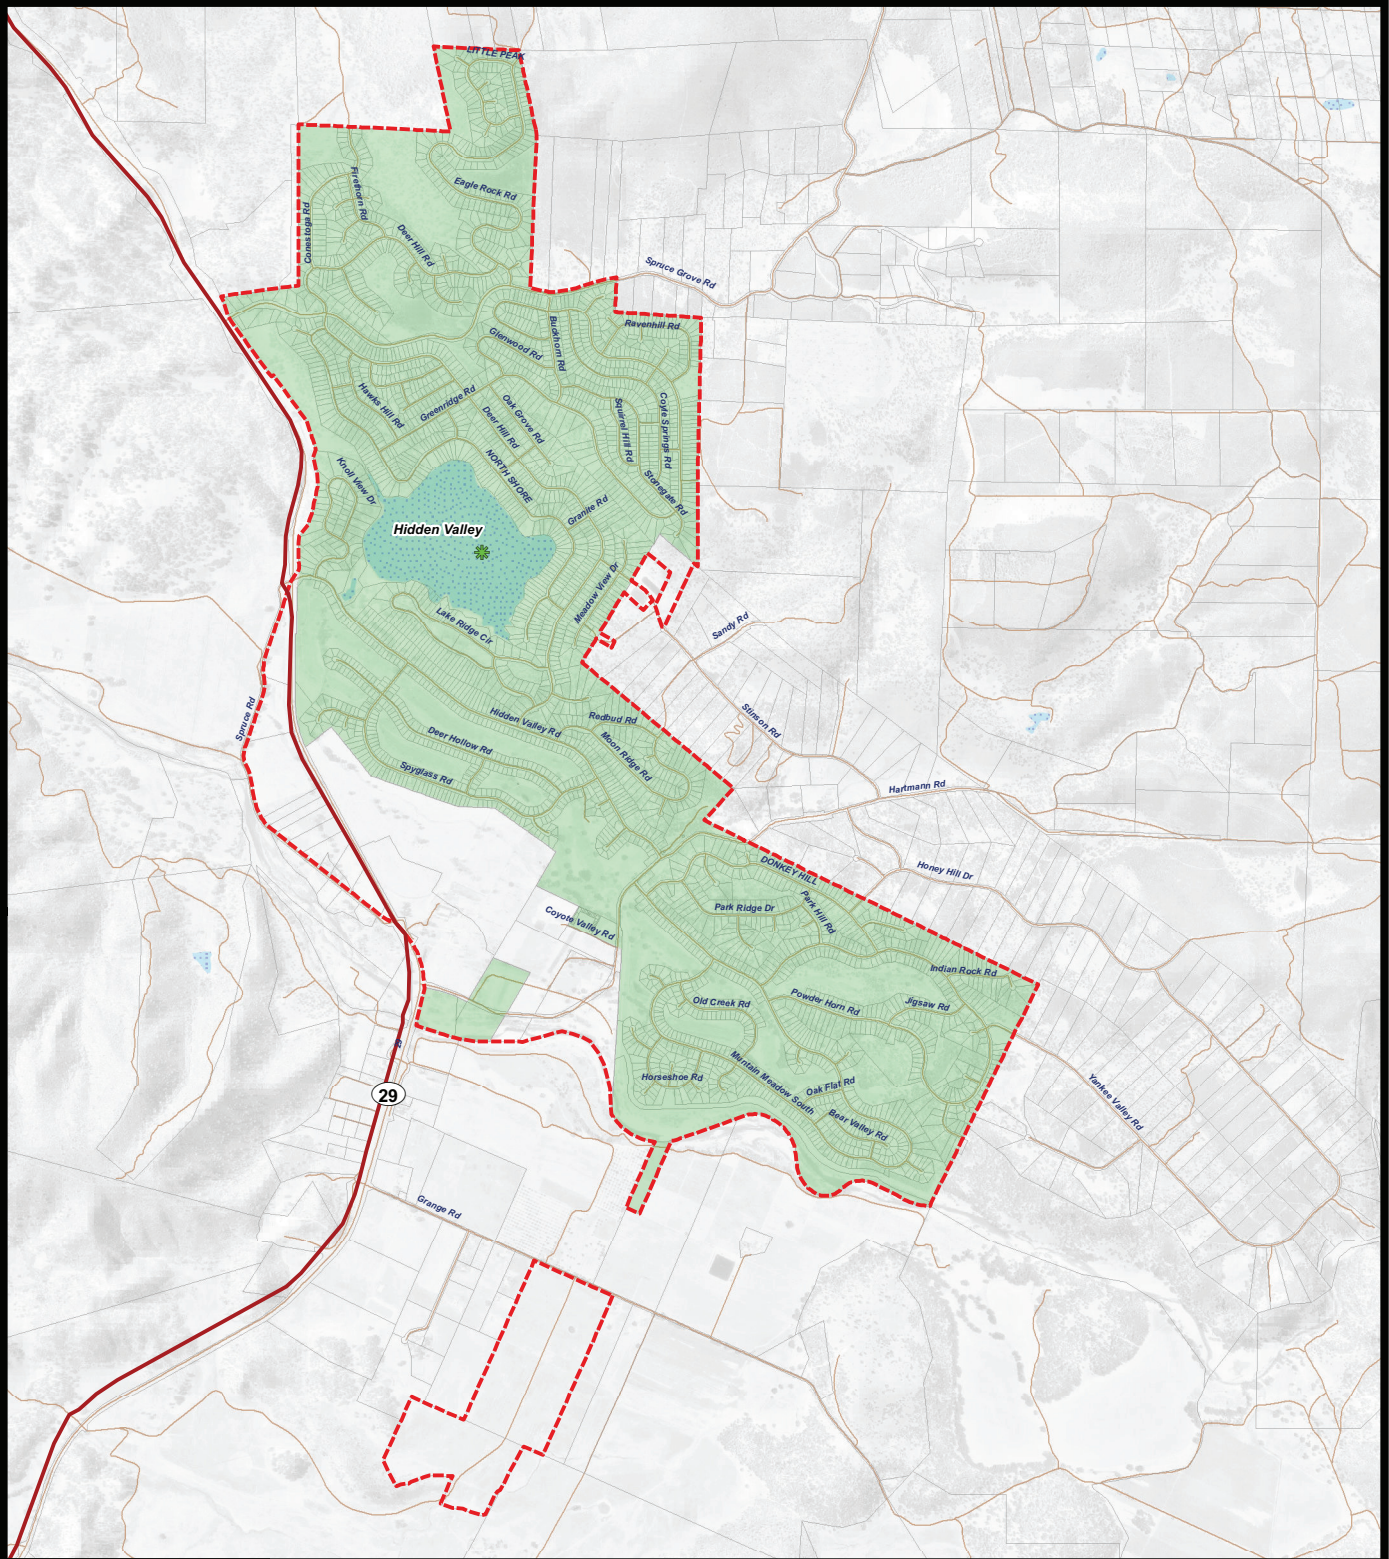 LITTLE PEAK
Firethorn Rd
Eagle Rock Rd
Conestoga Rd
Deer Hill Rd
Spruce Grove Rd
Ravenhill Rd
Buckhorn Rd
Glenwood Rd
Hawks Hill Rd
Greenridge Rd
Oak Grove Rd
Deer Hill Rd
Squirrel Hill Rd
Coyle Springs Rd
Knoll View Dr
NORTH SHORE
Stonegate Rd
Granite Rd
Hidden Valley
Meadow View Dr
Lake Ridge Cir
Sandy Rd
Spruce Rd
Hidden Valley Rd
Redbud Rd
Stinson Rd
Deer Hollow Rd
Moon Ridge Rd
Spyglass Rd
Hartmann Rd
DONKEY HILL
Honey Hill Dr
Park Ridge Dr
Park Hill Rd
Coyote Valley Rd
Indian Rock Rd
Old Creek Rd
Powder Horn Rd
Jigsaw Rd
29
Horseshoe Rd
Muntain Meadow South
Oak Flat Rd
Bear Valley Rd
Yankee Valley Rd
29
Grange Rd